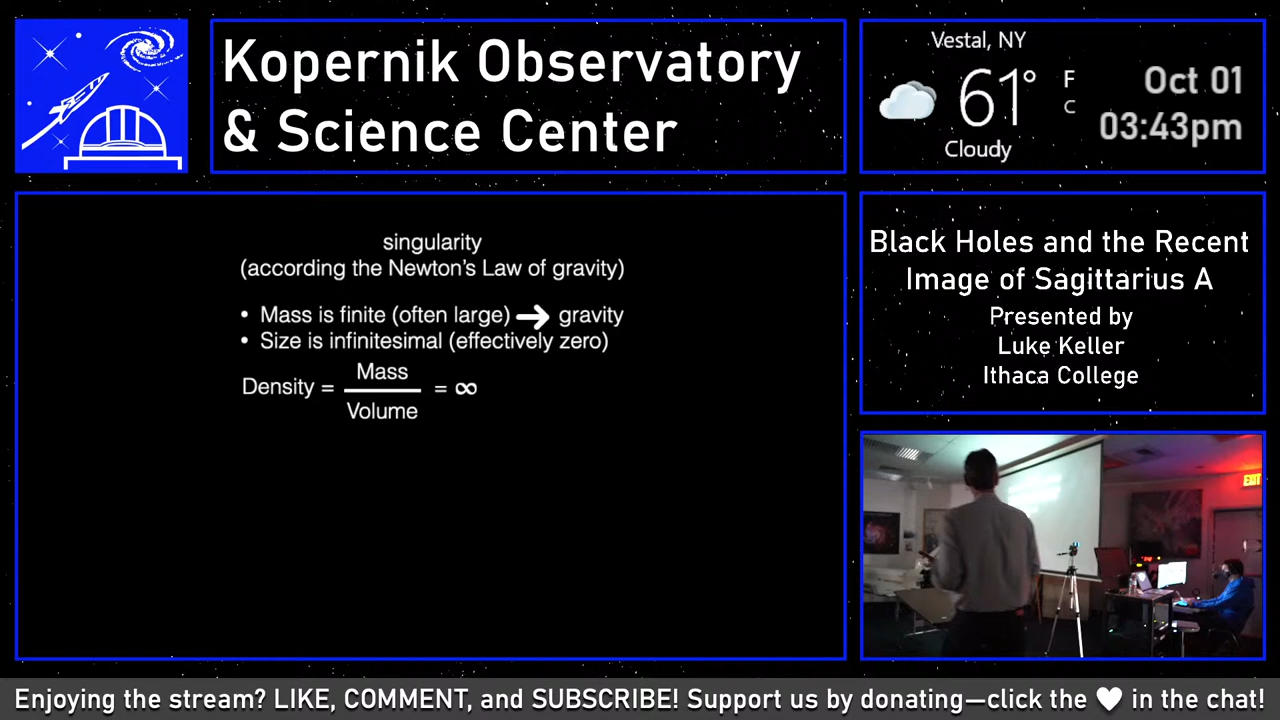 Kopernik Observatory
& Science Center
Vestal, NY
61° F
C
Cloudy
Oct 01
03:43pm
singularity
(according the Newton's Law of gravity)
• Mass is finite (often large) → gravity
• Size is infinitesimal (effectively zero)
Density = Mass
Volume = ∞
Black Holes and the Recent
Image of Sagittarius A
Presented by
Luke Keller
Ithaca College
EXIT
Enjoying the stream? LIKE, COMMENT, and SUBSCRIBE! Support us by donating—click the ♥ in the chat!